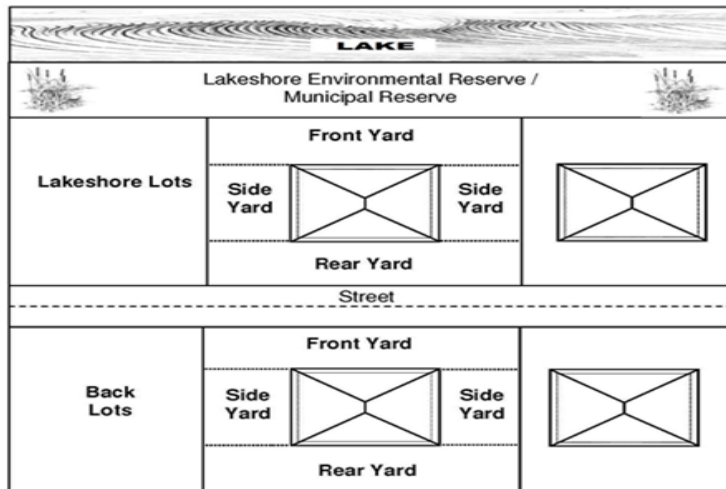 LAKE
Lakeshore Environmental Reserve /
Municipal Reserve
Front Yard
Lakeshore Lots
Side
Yard
Side
Yard
Rear Yard
Street
Front Yard
Back
Lots
Side
Yard
Side
Yard
Rear Yard